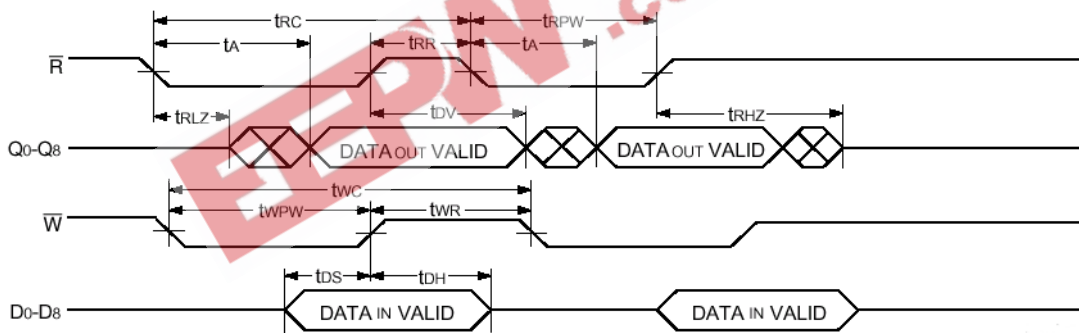 tRC tRPW
tA tRR tA
R
tRLZ tDV tRHZ
Q0-Q8 DATA OUT VALID DATA OUT VALID
tWC
tWPW tWR
W
tDS tDH
D0-D8 DATA IN VALID DATA IN VALID
EEPW .co